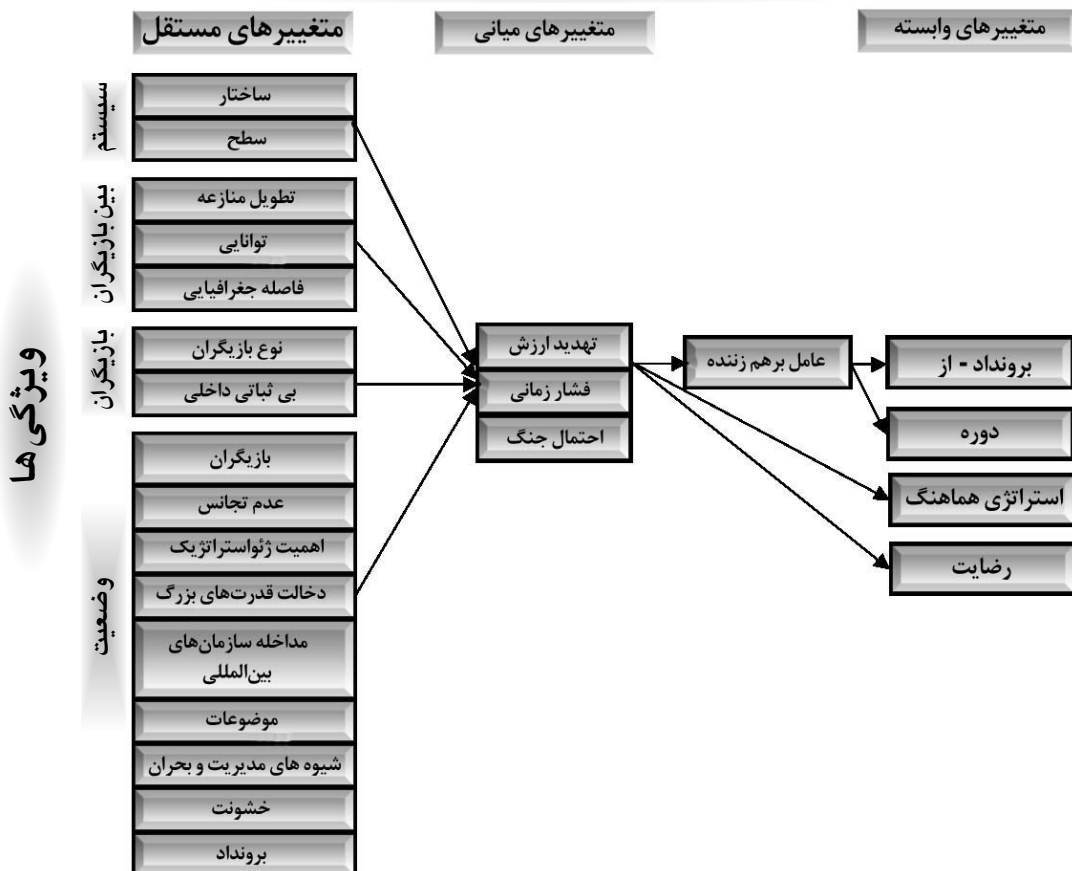 متغییرهای مستقل
متغییرهای میانی
متغییرهای وابسته
ویژگی ها
سیستم
ساختار
سطح
بین بازیگران
تطویل منازعه
توانایی
فاصله جغرافیایی
بازیگران
نوع بازیگران
بی ثباتی داخلی
وضعیت
بازیگران
عدم تجانس
اهمیت ژئواستراتژیک
دخالت قدرت‌های بزرگ
مداخله سازمان‌های
بین‌المللی
موضوعات
شیوه های مدیریت و بحران
خشونت
برونداد
تهدید ارزش
فشار زمانی
احتمال جنگ
عامل برهم زننده
برونداد - از
دوره
استراتژی هماهنگ
رضایت